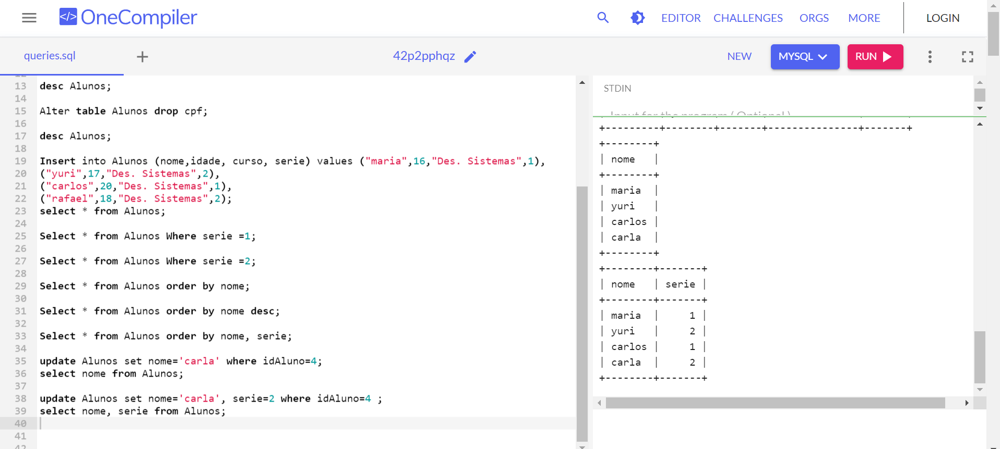 </> OneCompiler
EDITOR CHALLENGES ORGS MORE LOGIN
queries.sql
42p2pphqz
NEW MYSQL RUN
13 desc Alunos;
14
15 Alter table Alunos drop cpf;
16
17 desc Alunos;
18
19 Insert into Alunos (nome,idade, curso, serie) values ("maria",16,"Des. Sistemas",1),
20 ("yuri",17,"Des. Sistemas",2),
21 ("carlos",20,"Des. Sistemas",1),
22 ("rafael",18,"Des. Sistemas",2);
23 select * from Alunos;
24
25 Select * from Alunos Where serie =1;
26
27 Select * from Alunos Where serie =2;
28
29 Select * from Alunos order by nome;
30
31 Select * from Alunos order by nome desc;
32
33 Select * from Alunos order by nome, serie;
34
35 update Alunos set nome='carla' where idAluno=4;
36 select nome from Alunos;
37
38 update Alunos set nome='carla', serie=2 where idAluno=4 ;
39 select nome, serie from Alunos;
40
41
42
STDIN
Input for the program ( Optional )
+---------+--------+-------+---------------+-------+
+--------+
| nome   |
+--------+
| maria  |
| yuri   |
| carlos |
| carla  |
+--------+
+--------+-------+
| nome   | serie |
+--------+-------+
| maria  |     1 |
| yuri   |     2 |
| carlos |     1 |
| carla  |     2 |
+--------+-------+